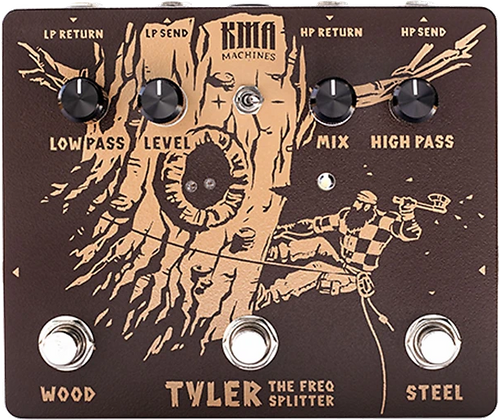 LP RETURN
LP SEND
KMA
MACHINES
HP RETURN
HP SEND
LOW PASS
LEVEL
MIX
HIGH PASS
WOOD
TYLER
THE FREQ
SPLITTER
STEEL